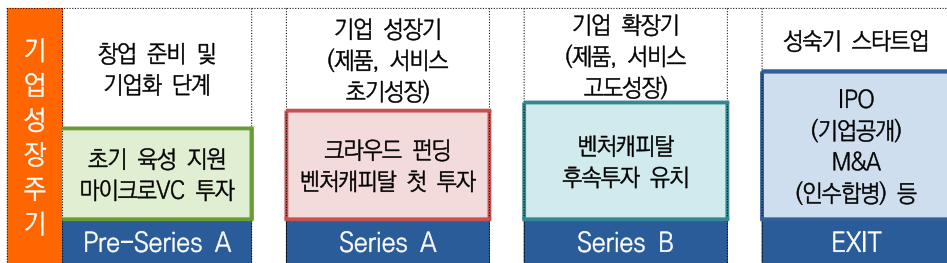 기업성장주기
창업 준비 및
기업화 단계
초기 육성 지원
마이크로VC 투자
Pre-Series A
기업 성장기
(제품, 서비스
초기성장)
크라우드 펀딩
벤처캐피탈 첫 투자
Series A
기업 확장기
(제품, 서비스
고도성장)
벤처캐피탈
후속투자 유치
Series B
성숙기 스타트업
IPO
(기업공개)
M&A
(인수합병) 등
EXIT